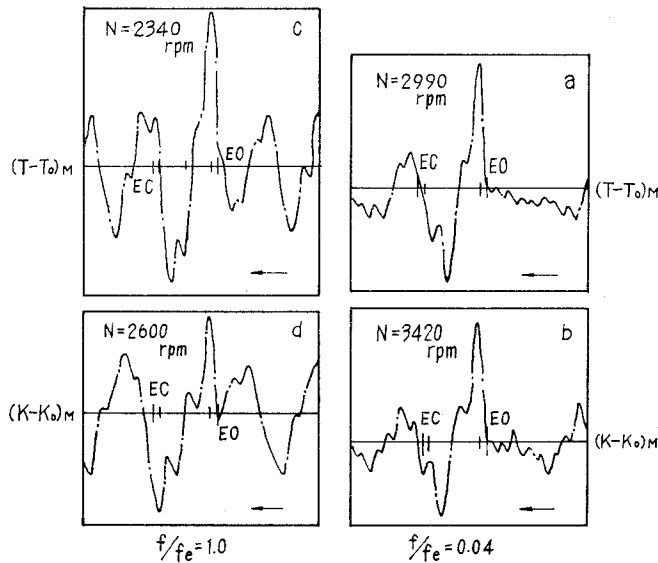 N=2340 rpm
c
(T-T₀)M
EC
EO
N=2990 rpm
a
EC
EO
(T-T₀)M
N=2600 rpm
d
(K-K₀)M
EC
EO
N=3420 rpm
b
EC
EO
(K-K₀)M
f/fe=1.0
f/fe=0.04